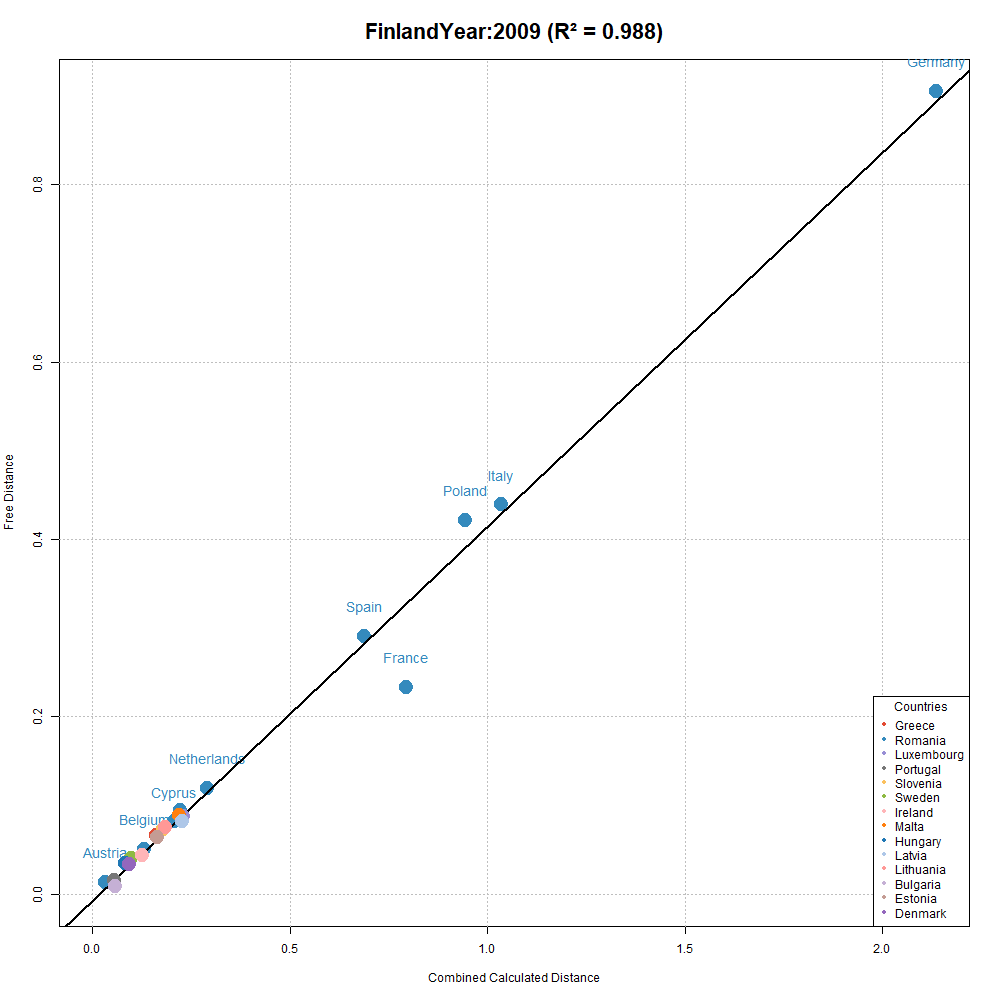 FinlandYear:2009 (R² = 0.988)
Germany
Italy
Poland
Spain
France
Netherlands
Cyprus
Belgium
Austria
Free Distance
0.8
0.6
0.4
0.2
0.0
0.0
0.5
1.0
1.5
2.0
Combined Calculated Distance
Countries
Greece
Romania
Luxembourg
Portugal
Slovenia
Sweden
Ireland
Malta
Hungary
Latvia
Lithuania
Bulgaria
Estonia
Denmark